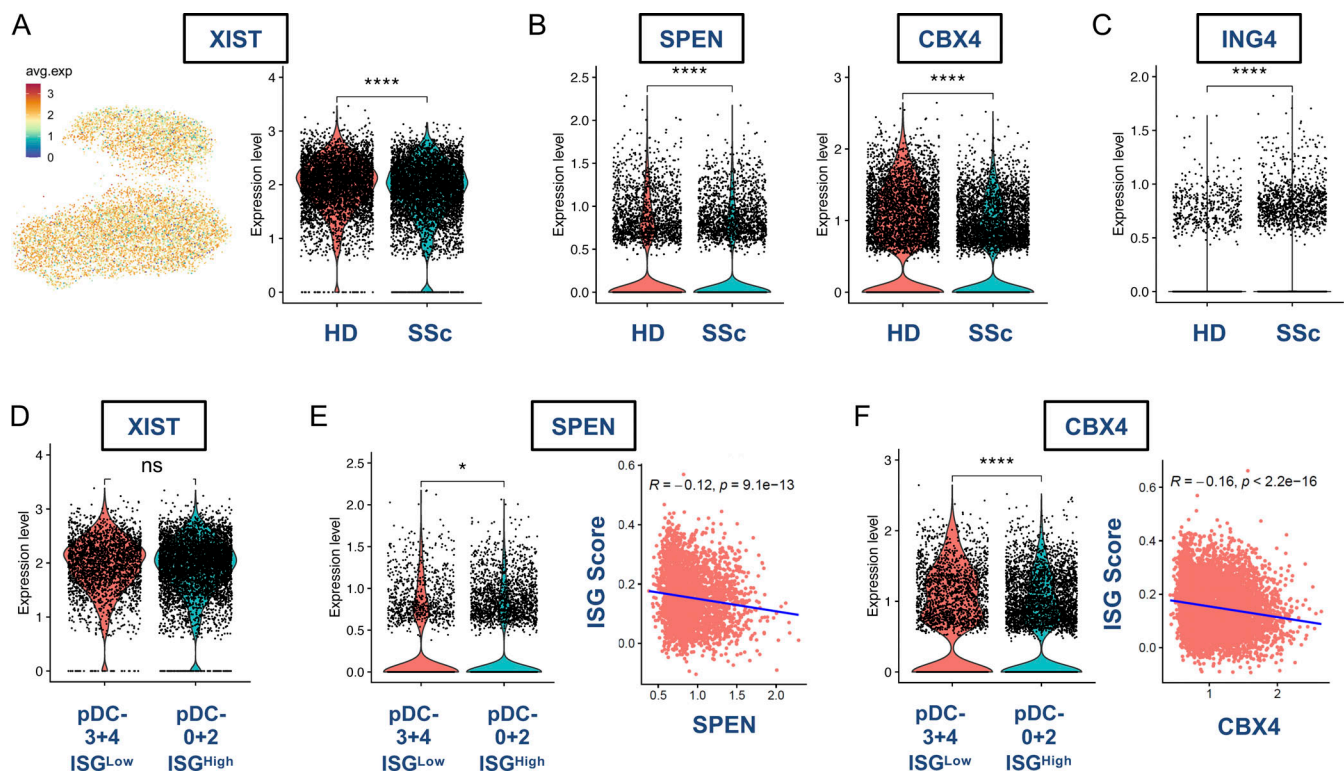 A
XIST
avg.exp
3
2
1
0
Expression level
4
3
2
1
0
****
HD
SSc
B
SPEN
Expression level
2.5
2.0
1.5
1.0
0.5
0.0
****
HD
SSc
CBX4
Expression level
3
2
1
0
****
HD
SSc
C
ING4
Expression level
2.0
1.5
1.0
0.5
0.0
****
HD
SSc
D
XIST
Expression level
4
3
2
1
0
ns
pDC-
3+4
ISGLow
pDC-
0+2
ISGHigh
E
SPEN
Expression level
2.5
2.0
1.5
1.0
0.5
0.0
*
pDC-
3+4
ISGLow
pDC-
0+2
ISGHigh
ISG Score
0.6
0.4
0.2
0.0
R = −0.12, p = 9.1e−13
0.5
1.0
1.5
2.0
SPEN
F
CBX4
Expression level
3
2
1
0
****
pDC-
3+4
ISGLow
pDC-
0+2
ISGHigh
ISG Score
0.6
0.4
0.2
0.0
R = −0.16, p < 2.2e−16
1
2
CBX4